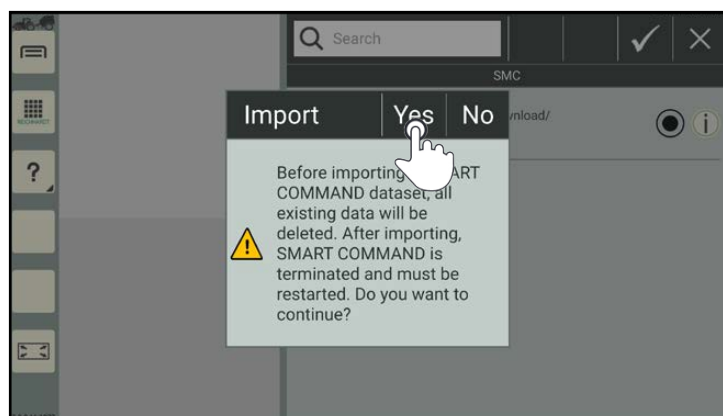 Search
SMC
Import Yes No
nload/
REICHHARDT
?
i
Before importing ART
COMMAND dataset, all
existing data will be
deleted. After importing,
SMART COMMAND is
terminated and must be
restarted. Do you want to
continue?